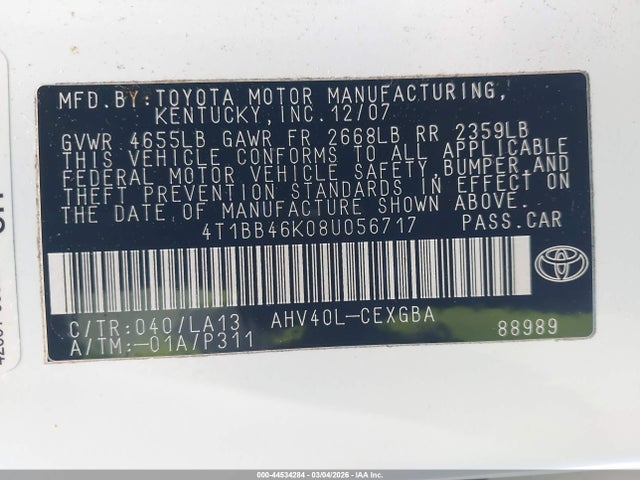 MFD.BY:TOYOTA MOTOR MANUFACTURING,
KENTUCKY,INC.12/07
GVWR 4655LB GAWR FR 2668LB RR 2359LB
THIS VEHICLE CONFORMS TO ALL APPLICABLE
FEDERAL MOTOR VEHICLE SAFETY,BUMPER,AND
THEFT PREVENTION STANDARDS IN EFFECT ON
THE DATE OF MANUFACTURE SHOWN ABOVE.
4T1BB46K08U056717 PASS.CAR
C/TR:040/LA13 AHV40L-CEXGBA
A/TM:-01A/P311 88989
000-44534284 - 03/04/2026 - IAA Inc.